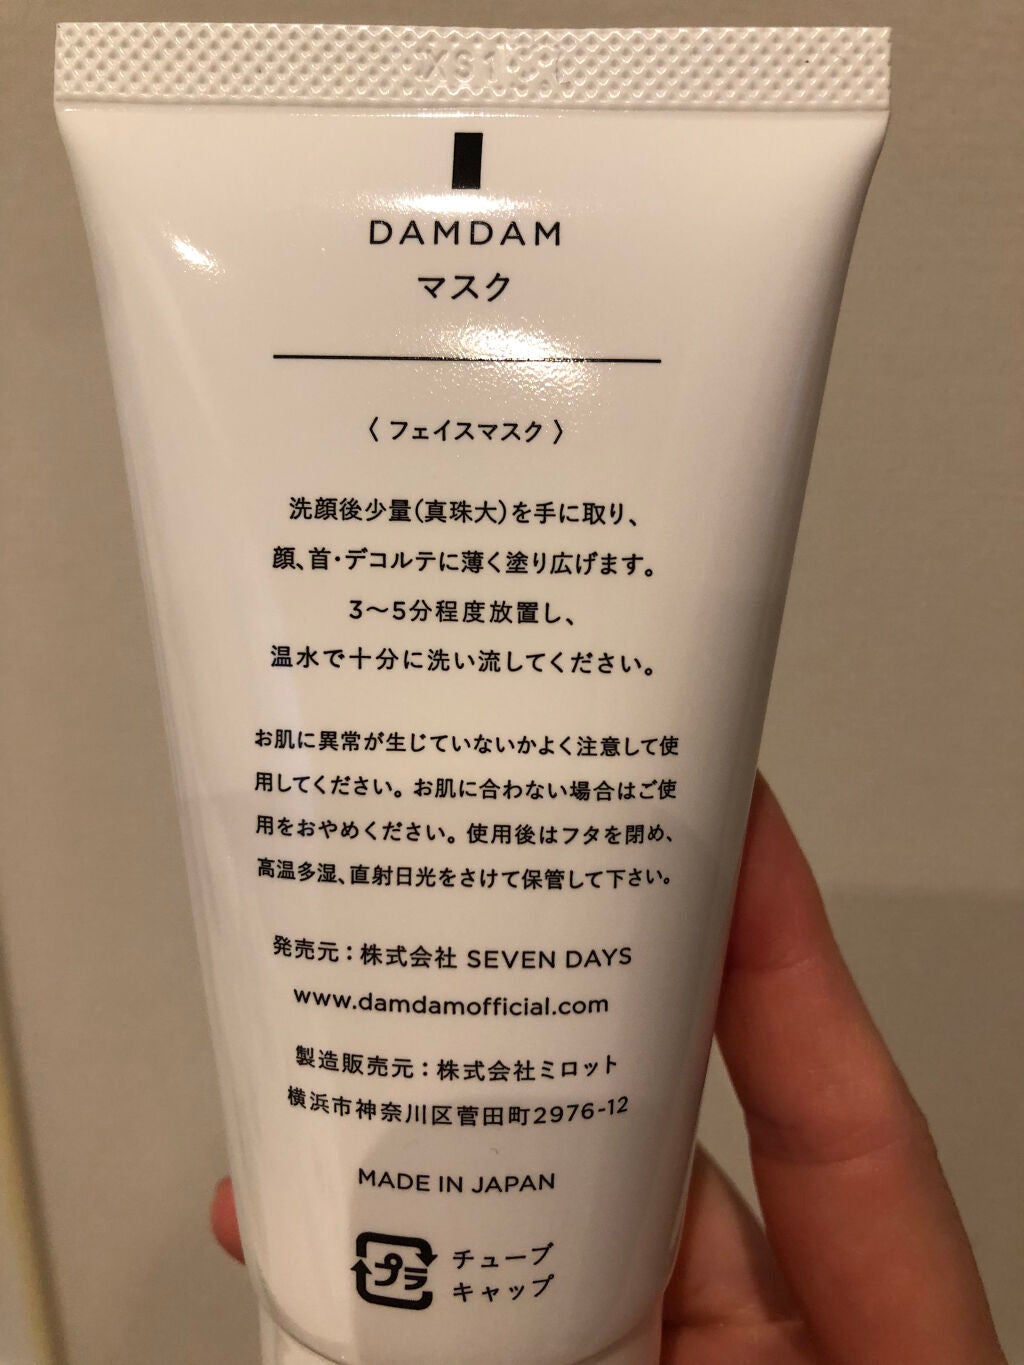 DAMDAM
マスク
〈フェイスマスク〉
洗顔後少量(真珠大)を手に取り、
顔、首・デコルテに薄く塗り広げます。
3〜5分程度放置し、
温水で十分に洗い流してください。
お肌に異常が生じていないかよく注意して使
用してください。お肌に合わない場合はご使
用をおやめください。使用後はフタを閉め、
高温多湿、直射日光をさけて保管して下さい。
発売元：株式会社 SEVEN DAYS
www.damdamofficial.com
製造販売元：株式会社ミロット
横浜市神奈川区菅田町2976-12
MADE IN JAPAN
プラ
チューブ
キャップ